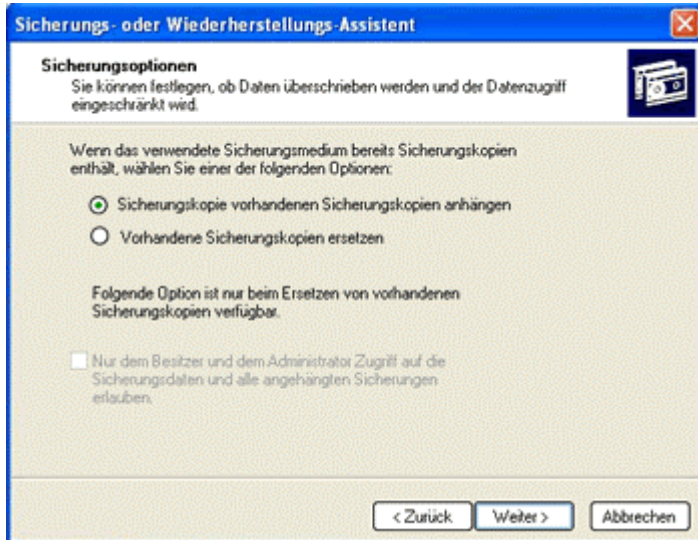 Sicherungs- oder Wiederherstellungs-Assistent
Sicherungsoptionen
Sie können festlegen, ob Daten überschrieben werden und der Datenzugriff
eingeschränkt wird.
Wenn das verwendete Sicherungsmedium bereits Sicherungskopien
enthält, wählen Sie einer der folgenden Optionen:
Sicherungskopie vorhandenen Sicherungskopien anhängen
Vorhandene Sicherungskopien ersetzen
Folgende Option ist nur beim Ersetzen von vorhandenen
Sicherungskopien verfügbar.
Nur dem Besitzer und dem Administrator Zugriff auf die
Sicherungsdaten und alle angehängten Sicherungen
erlauben.
< Zurück
Weiter >
Abbrechen